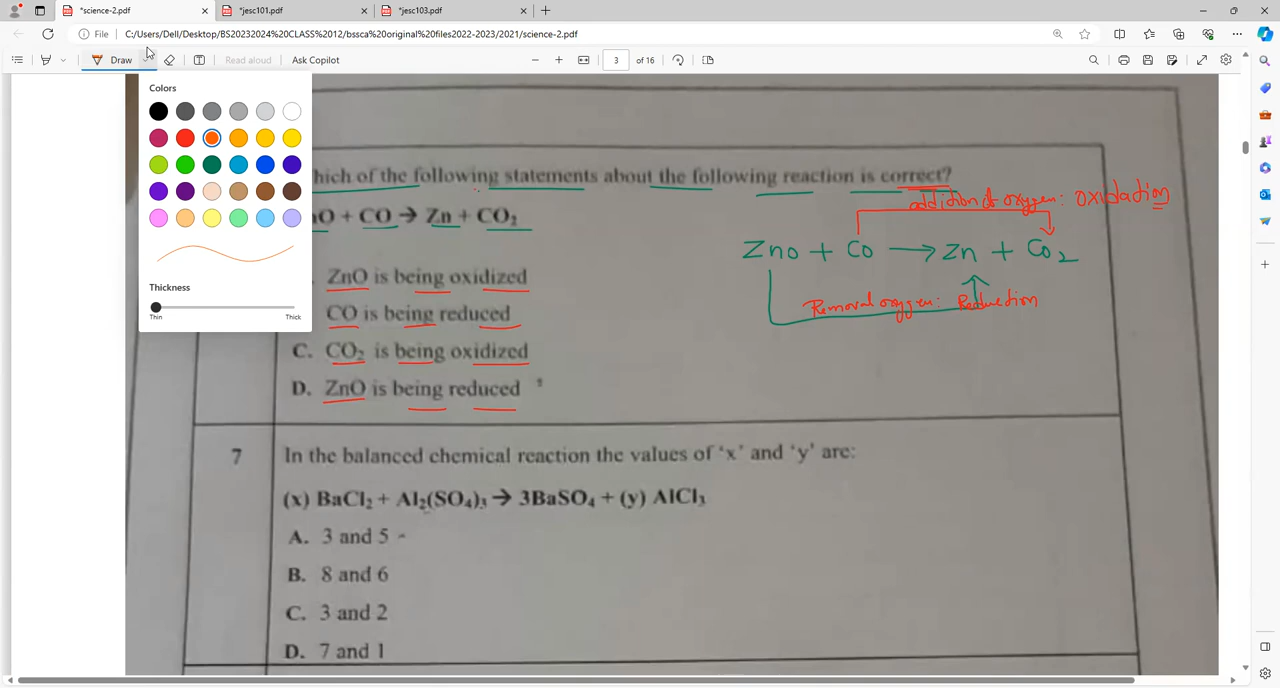 *science-2.pdf
*jesc101.pdf
*jesc103.pdf
File
C:/Users/Dell/Desktop/BS20232024%20CLASS%2012/bssca%20original%20files2022-2023/2021/science-2.pdf
Draw
Read aloud
Ask Copilot
3
of 16
Colors
Thickness
Thin
Thick
hich of the following statements about the following reaction is correct?
addition of oxygen: oxidation
nO + CO → Zn + CO₂
Zno + Co → Zn + Co₂
Removal oxygen: Reduction
ZnO is being oxidized
CO is being reduced
C. CO₂ is being oxidized
D. ZnO is being reduced
7
In the balanced chemical reaction the values of ‘x’ and ‘y’ are:
(x) BaCl₂ + Al₂(SO₄)₃ → 3BaSO₄ + (y) AlCl₃
A. 3 and 5
B. 8 and 6
C. 3 and 2
D. 7 and 1